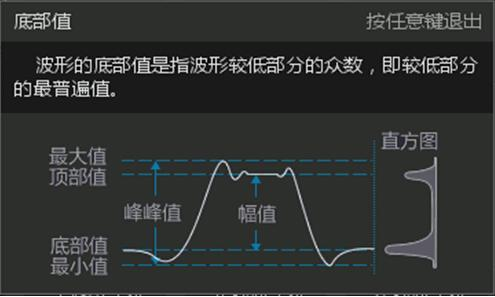 底部值
按任意键退出
波形的底部值是指波形较低部分的众数，即较低部分
的最普遍值。
直方图
最大值
顶部值
峰峰值
幅值
底部值
最小值